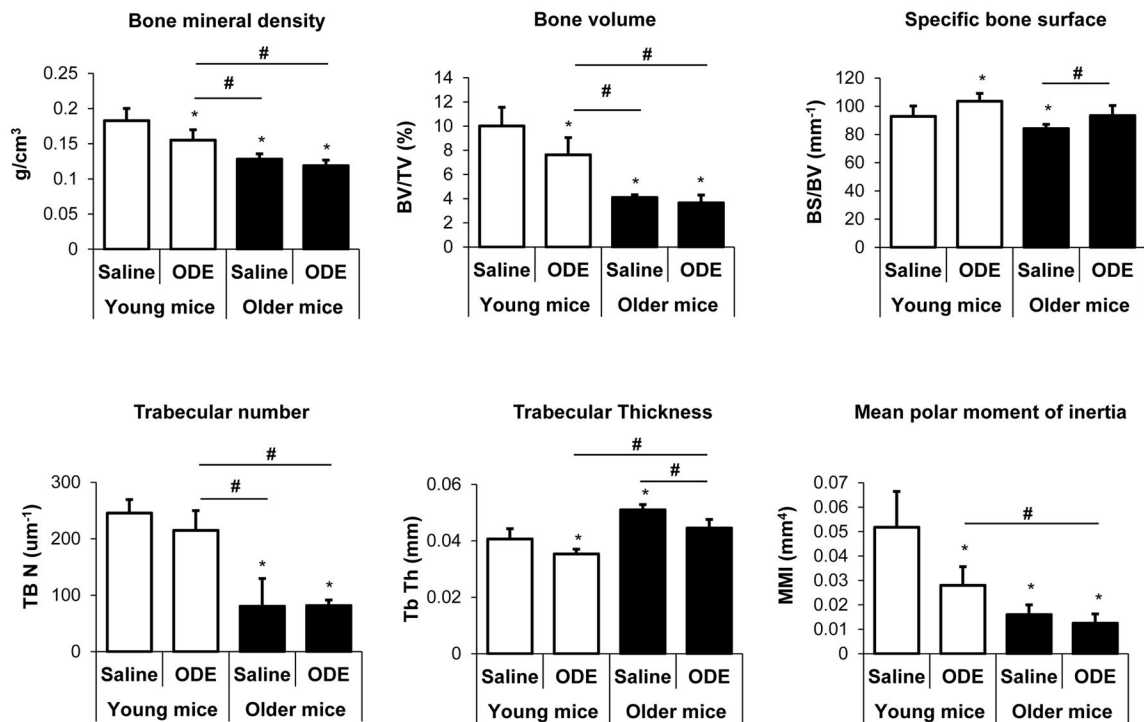 Bone mineral density
#
#
0.25
0.2
0.15
0.1
0.05
0
g/cm³
*
*
*
Saline ODE Saline ODE
Young mice Older mice
Bone volume
#
#
14
12
10
8
6
4
2
0
BV/TV (%)
*
*
*
Saline ODE Saline ODE
Young mice Older mice
Specific bone surface
#
120
100
80
60
40
20
0
BS/BV (mm⁻¹)
*
*
Saline ODE Saline ODE
Young mice Older mice
Trabecular number
#
#
300
200
100
0
TB N (um⁻¹)
*
*
Saline ODE Saline ODE
Young mice Older mice
Trabecular Thickness
#
#
0.06
0.04
0.02
0
Tb Th (mm)
*
*
Saline ODE Saline ODE
Young mice Older mice
Mean polar moment of inertia
#
0.07
0.06
0.05
0.04
0.03
0.02
0.01
0
MMI (mm⁴)
*
*
*
Saline ODE Saline ODE
Young mice Older mice